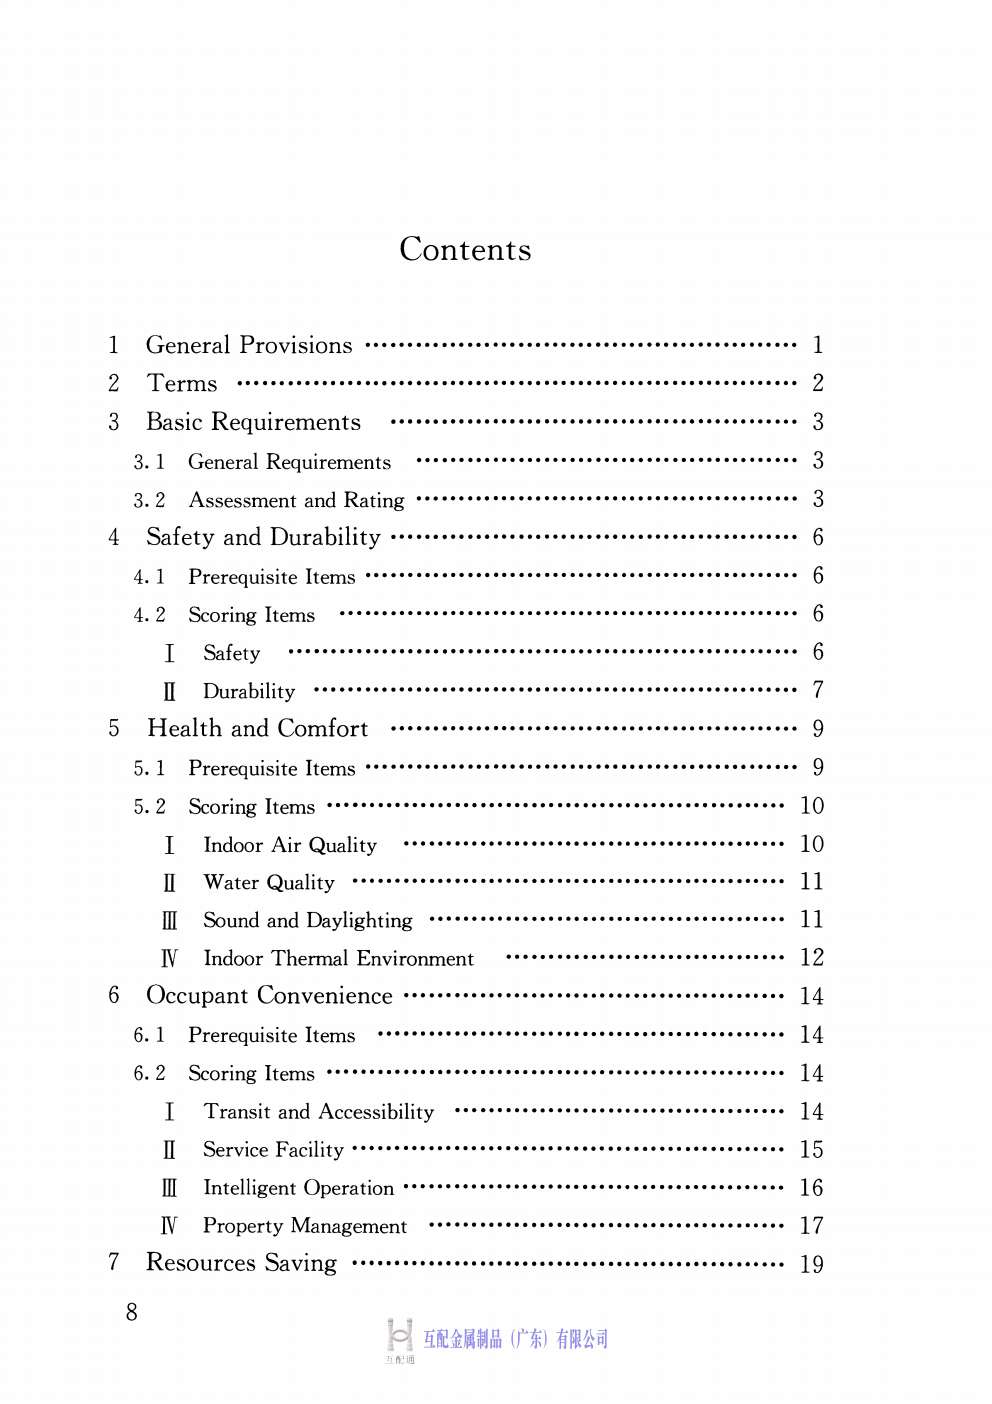 Contents
1 General Provisions ………………………………………… 1
2 Terms ………………………………………… 2
3 Basic Requirements ………………………………………… 3
3.1 General Requirements ………………………………………… 3
3.2 Assessment and Rating ………………………………………… 3
4 Safety and Durability ………………………………………… 6
4.1 Prerequisite Items ………………………………………… 6
4.2 Scoring Items ………………………………………… 6
Ⅰ Safety ………………………………………… 6
Ⅱ Durability ………………………………………… 7
5 Health and Comfort ………………………………………… 9
5.1 Prerequisite Items ………………………………………… 9
5.2 Scoring Items ………………………………………… 10
Ⅰ Indoor Air Quality ………………………………………… 10
Ⅱ Water Quality ………………………………………… 11
Ⅲ Sound and Daylighting ………………………………………… 11
Ⅳ Indoor Thermal Environment ………………………………………… 12
6 Occupant Convenience ………………………………………… 14
6.1 Prerequisite Items ………………………………………… 14
6.2 Scoring Items ………………………………………… 14
Ⅰ Transit and Accessibility ………………………………………… 14
Ⅱ Service Facility ………………………………………… 15
Ⅲ Intelligent Operation ………………………………………… 16
Ⅳ Property Management ………………………………………… 17
7 Resources Saving ………………………………………… 19
8
互配金属制品（广东）有限公司
互配通